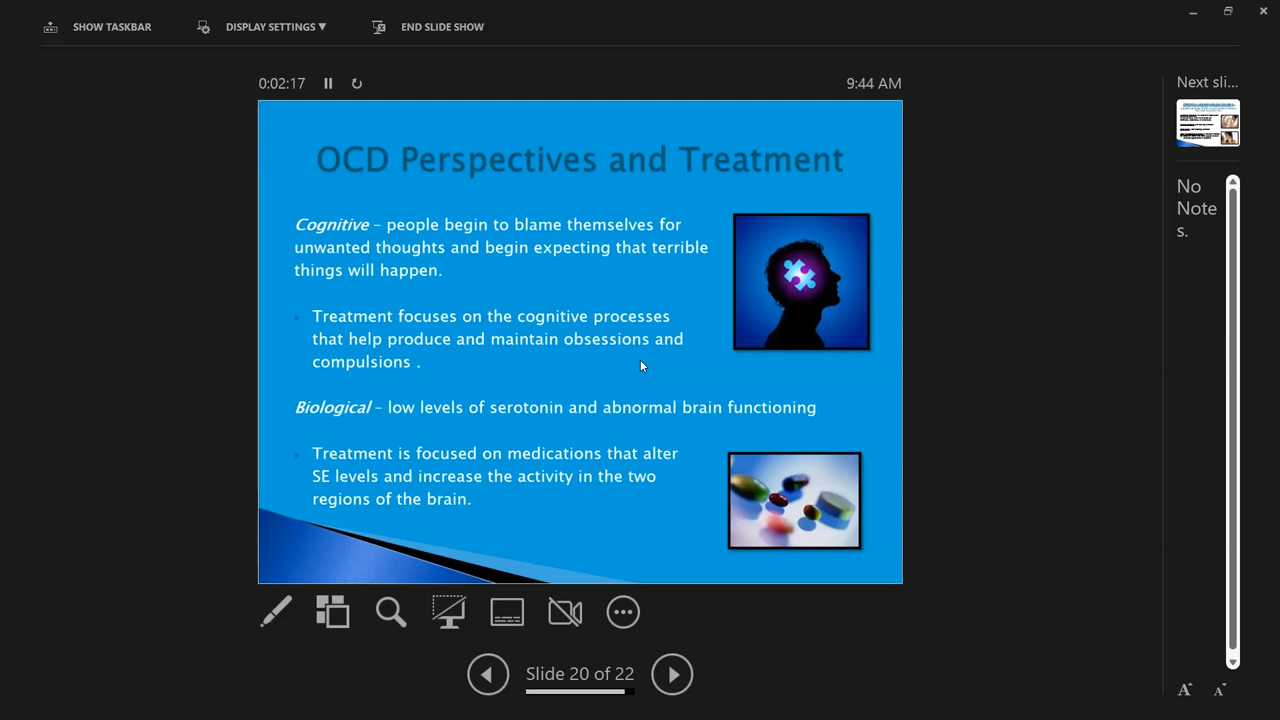 SHOW TASKBAR
DISPLAY SETTINGS ▼
END SLIDE SHOW
0:02:17
9:44 AM
Next sli...
OCD Perspectives and Treatment
Cognitive – people begin to blame themselves for
unwanted thoughts and begin expecting that terrible
things will happen.
Treatment focuses on the cognitive processes
that help produce and maintain obsessions and
compulsions .
Biological – low levels of serotonin and abnormal brain functioning
Treatment is focused on medications that alter
SE levels and increase the activity in the two
regions of the brain.
No
Note
s.
Slide 20 of 22
A A